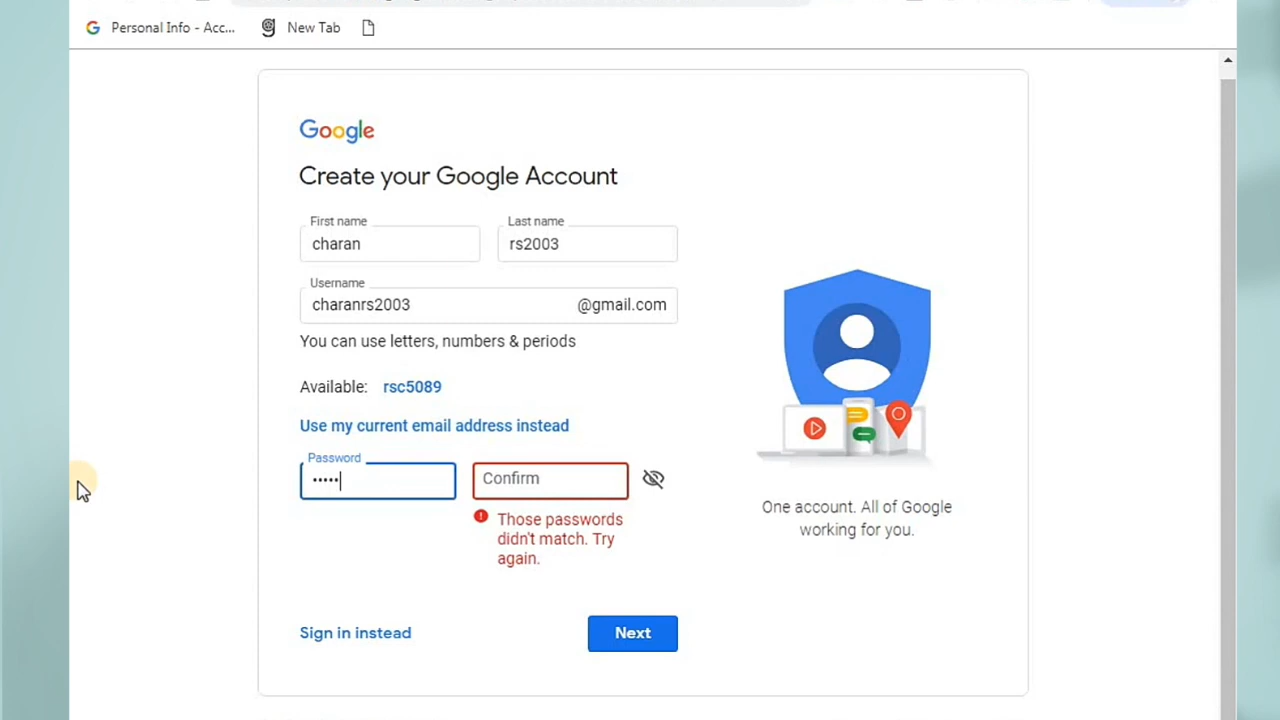 Personal Info - Acc... New Tab
Google
Create your Google Account
First name Last name
charan rs2003
Username
charanrs2003 @gmail.com
You can use letters, numbers & periods
Available: rsc5089
Use my current email address instead
Password
••••• Confirm
Those passwords
didn't match. Try
again.
One account. All of Google
working for you.
Sign in instead Next